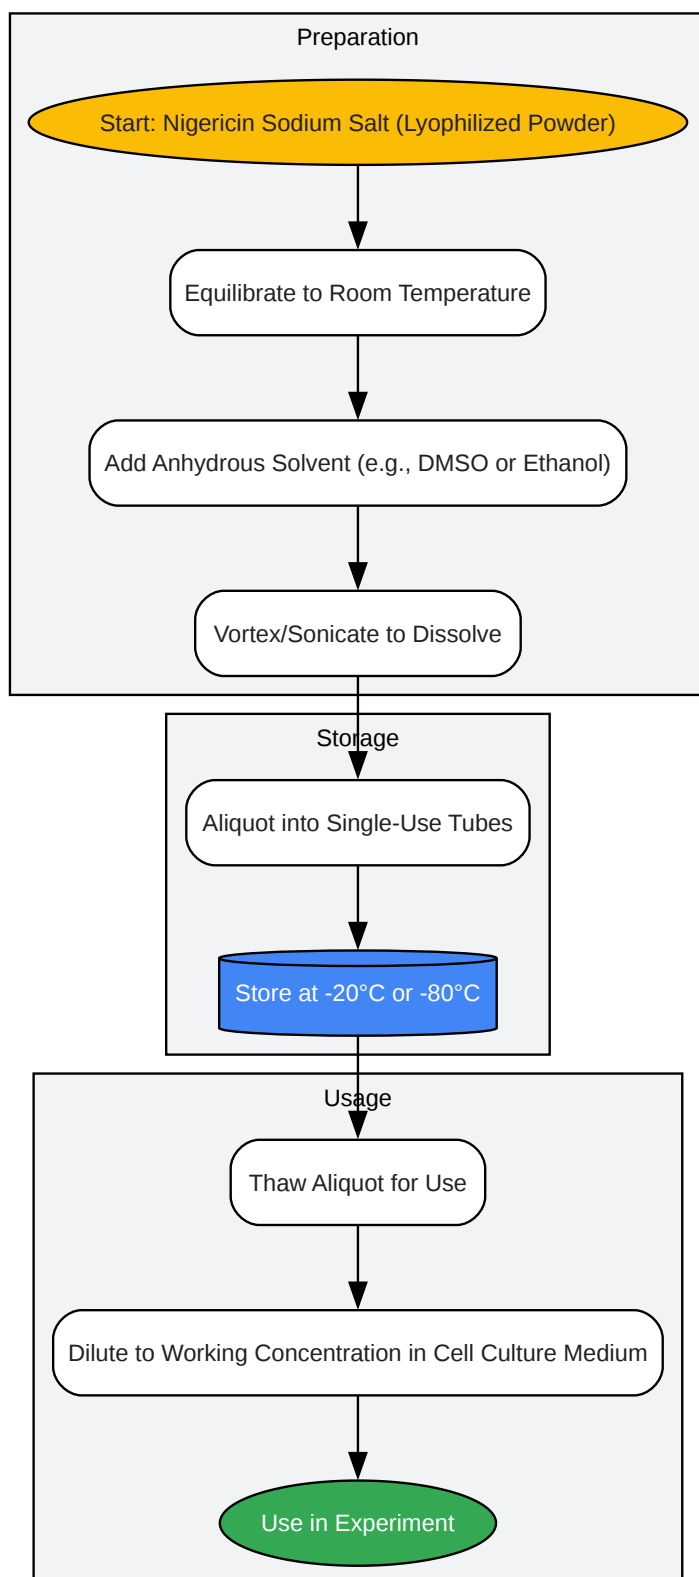 Preparation
Start: Nigericin Sodium Salt (Lyophilized Powder)
Equilibrate to Room Temperature
Add Anhydrous Solvent (e.g., DMSO or Ethanol)
Vortex/Sonicate to Dissolve
Storage
Aliquot into Single-Use Tubes
Store at -20°C or -80°C
Usage
Thaw Aliquot for Use
Dilute to Working Concentration in Cell Culture Medium
Use in Experiment